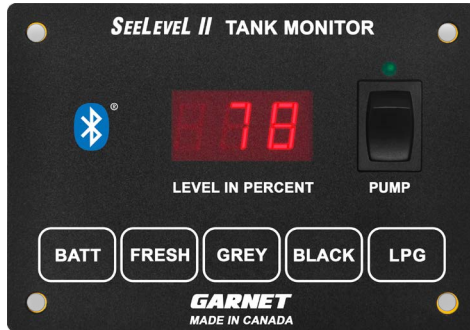 SEELEVEL II TANK MONITOR
®
78
LEVEL IN PERCENT
PUMP
BATT FRESH GREY BLACK LPG
GARNET
MADE IN CANADA